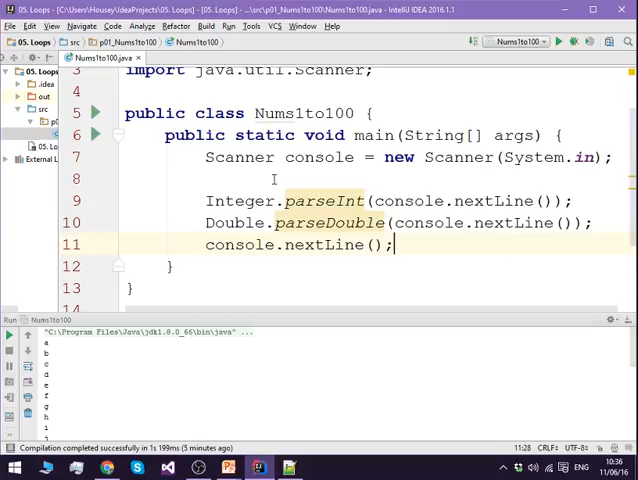 05. Loops - [C:\Users\Housey\IdeaProjects\05. Loops] - ...\src\p01_Nums1to100\Nums1to100.java - IntelliJ IDEA 2016.1.1
File Edit View Navigate Code Analyze Refactor Build Run Tools VCS Window Help
05. Loops src p01_Nums1to100 Nums1to100 Nums1to100
Nums1to100.java
05. Loops
.idea
out
src
p0
05. Lo
External L
3 import java.util.Scanner;
4
5 public class Nums1to100 {
6 public static void main(String[] args) {
7 Scanner console = new Scanner(System.in);
8
9 Integer.parseInt(console.nextLine());
10 Double.parseDouble(console.nextLine());
11 console.nextLine();
12 }
13 }
14
Run Nums1to100
"C:\Program Files\Java\jdk1.8.0_66\bin\java" ...
a
b
c
d
e
f
g
h
i
j
Compilation completed successfully in 1s 199ms (5 minutes ago) 11:28 CRLF÷ UTF-8÷
ENG 10:36
11/06/16